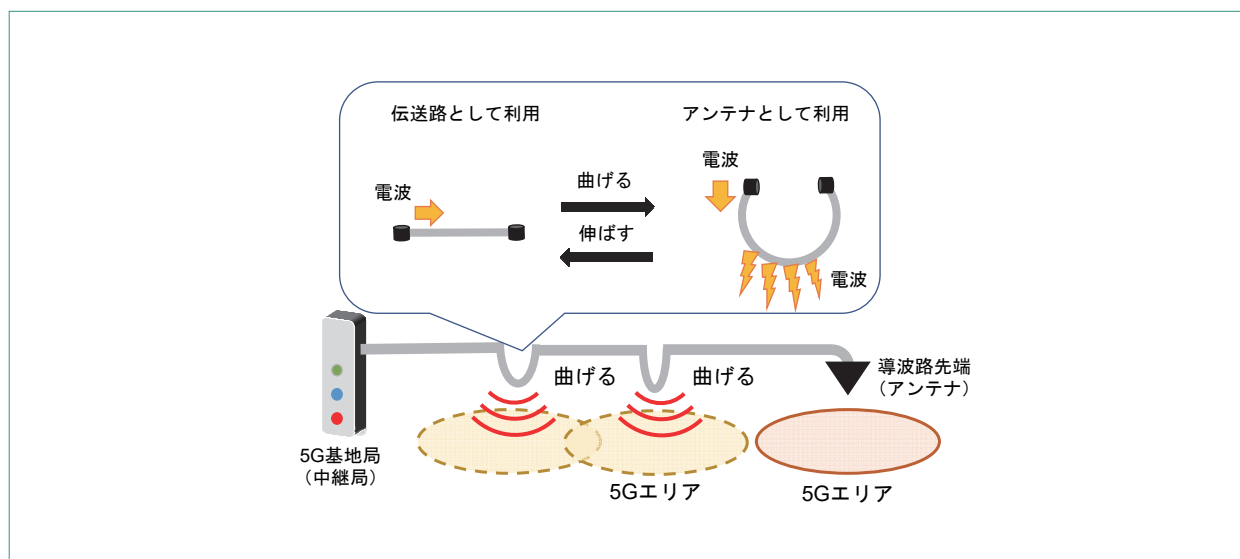 伝送路として利用
アンテナとして利用
電波
曲げる
伸ばす
電波
電波
曲げる
曲げる
導波路先端
（アンテナ）
5G基地局
（中継局）
5Gエリア
5Gエリア